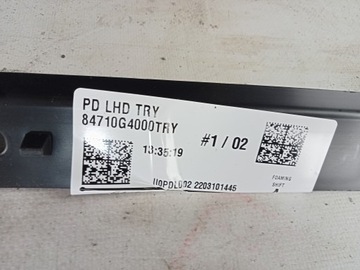 PD LHD TRY
84710G4000TRY
#1 / 02
13:35:19
FOAMING
SHIFT
2203101445